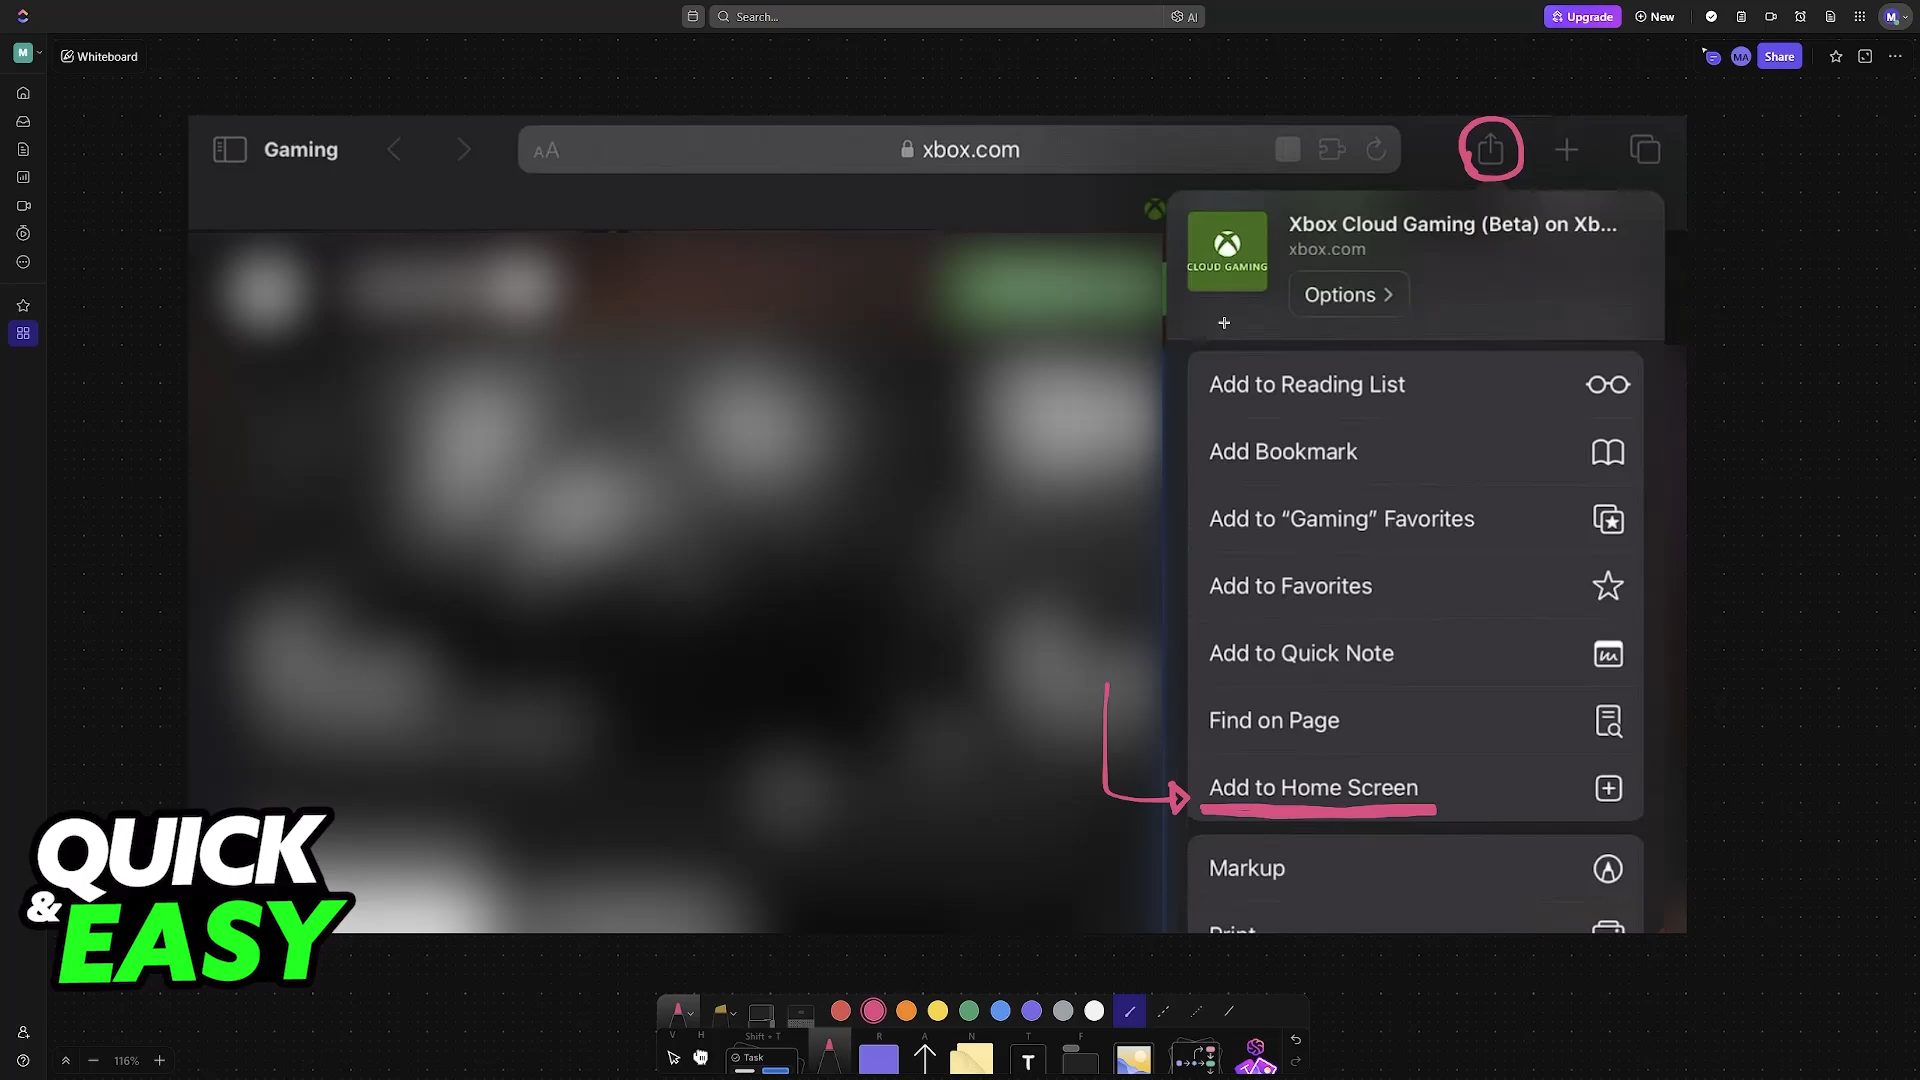 Search...
AI
Upgrade
New
M
M
Whiteboard
MA
Share
Gaming
AA
xbox.com
Xbox Cloud Gaming (Beta) on Xb...
xbox.com
CLOUD GAMING
Options
Add to Reading List
Add Bookmark
Add to “Gaming” Favorites
Add to Favorites
Add to Quick Note
Find on Page
Add to Home Screen
Markup
Print
QUICK
& EASY
V
H
Shift + T
R
A
N
T
F
Task
T
116%